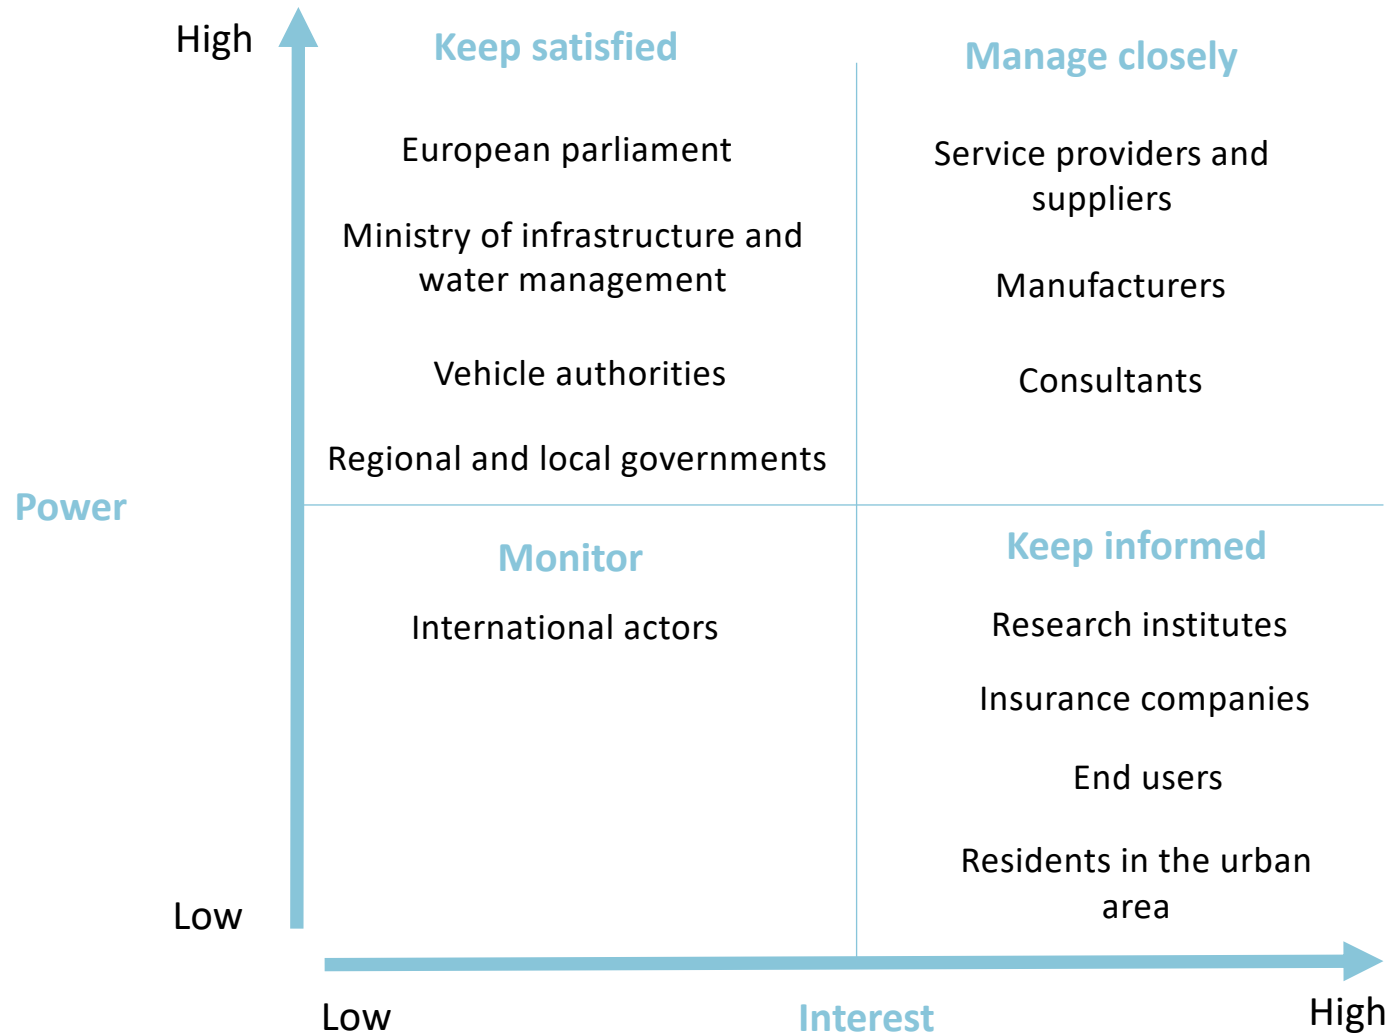 High
Keep satisfied
Manage closely
European parliament
Service providers and
suppliers
Ministry of infrastructure and
water management
Manufacturers
Vehicle authorities
Consultants
Regional and local governments
Power
Monitor
Keep informed
International actors
Research institutes
Insurance companies
End users
Residents in the urban
area
Low
Low
Interest
High